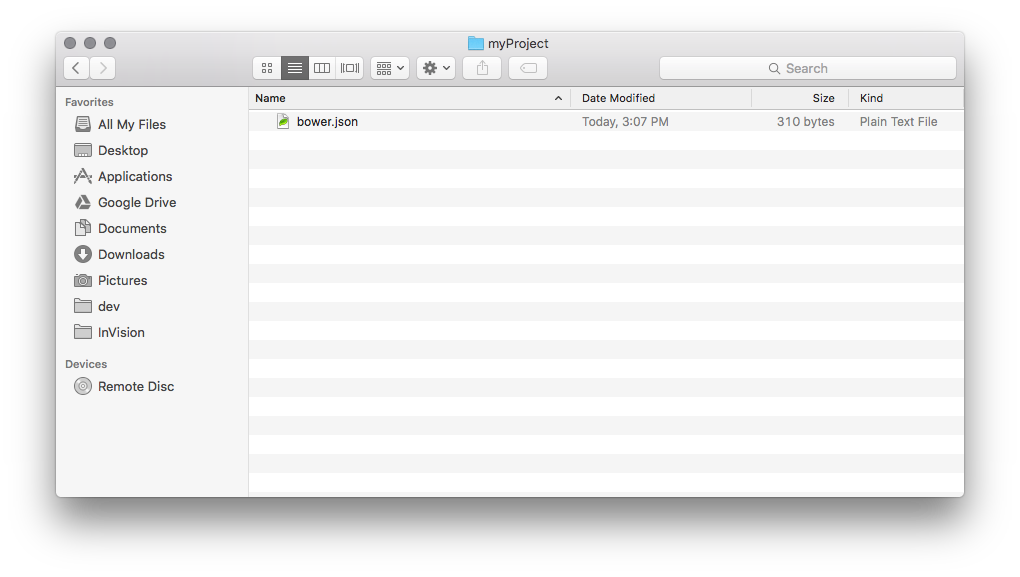 myProject
Search
Favorites
All My Files
Desktop
Applications
Google Drive
Documents
Downloads
Pictures
dev
InVision
Devices
Remote Disc
Name Date Modified Size Kind
bower.json Today, 3:07 PM 310 bytes Plain Text File